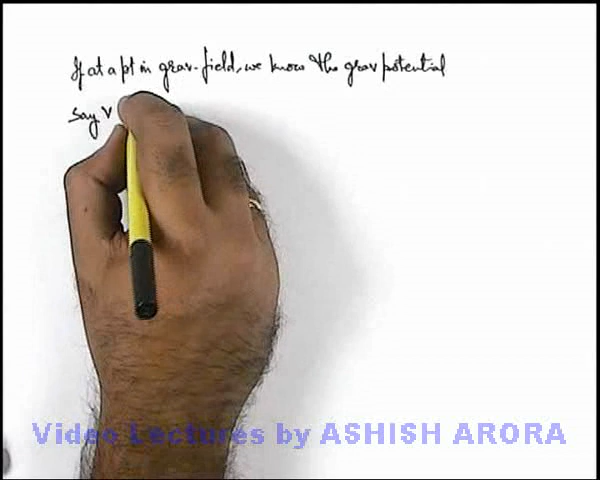 If at a pt in grav. field, we know the grav potential
say V
Video Lectures by ASHISH ARORA